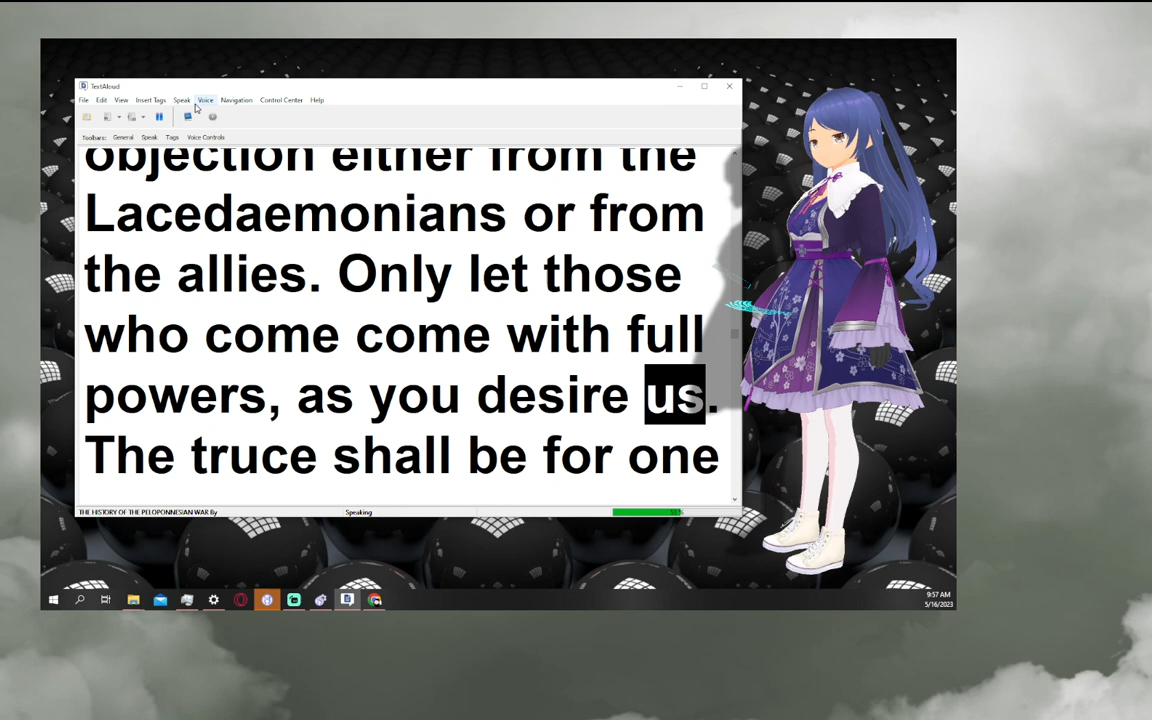 TextAloud
File Edit View Insert Tags Speak Voice Navigation Control Center Help
Toolbars: General Speak Tags Voice Controls
objection either from the
Lacedaemonians or from
the allies. Only let those
who come come with full
powers, as you desire us.
The truce shall be for one
THE HISTORY OF THE PELOPONNESIAN WAR By Speaking
9:57 AM
5/16/2023